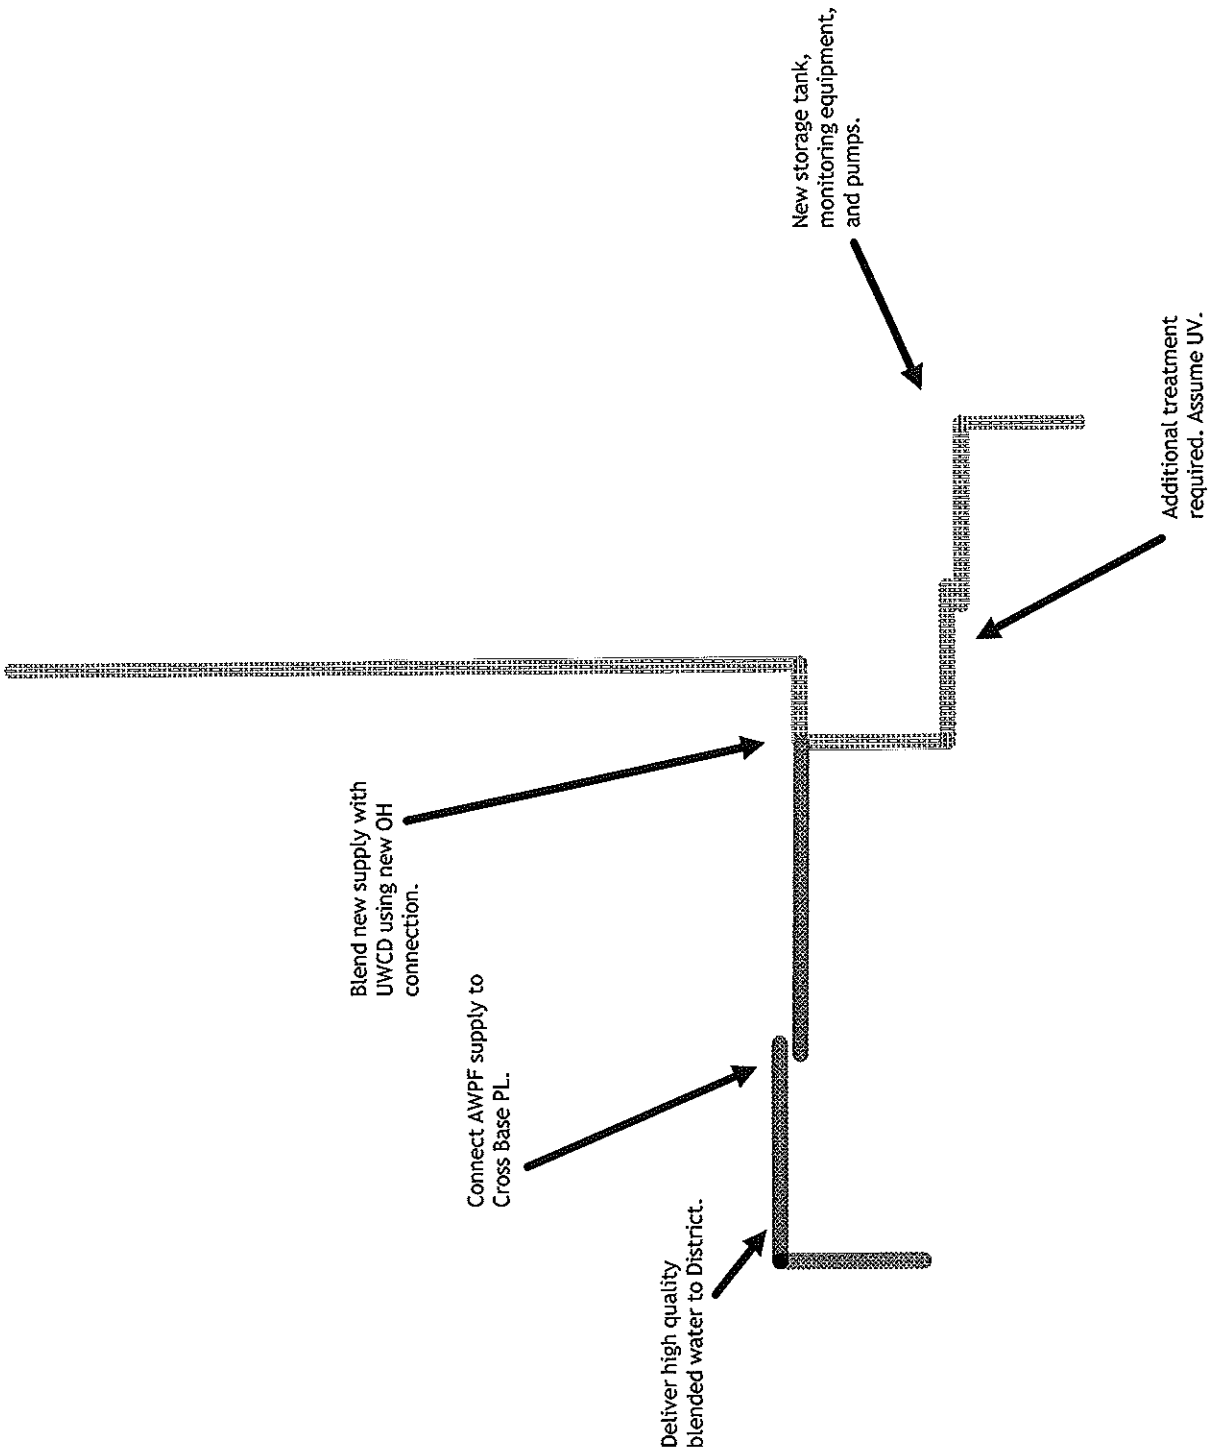 New storage tank,
monitoring equipment,
and pumps.
Additional treatment
required. Assume UV.
Blend new supply with
UWCD using new OH
connection.
Connect AWPF supply to
Cross Base PL.
Deliver high quality
blended water to District.